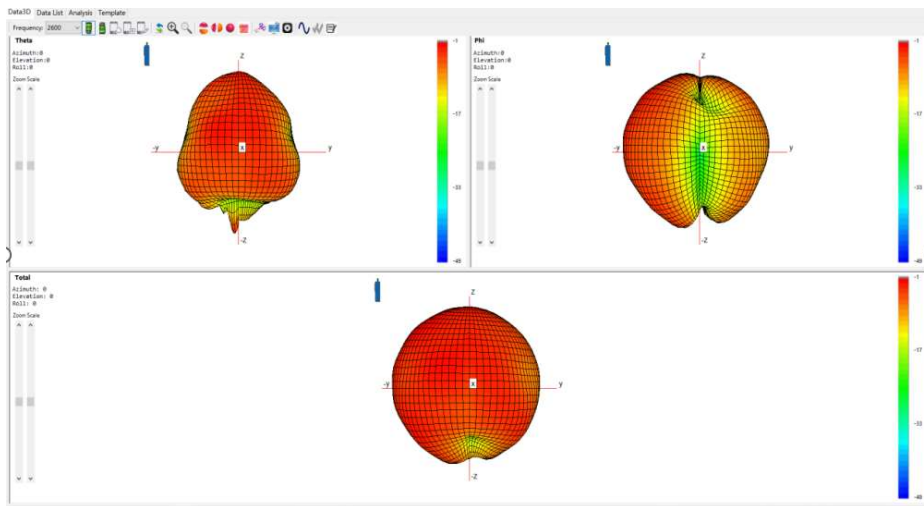 Data3D Data List Analysis Template
Frequency: 2600
Theta
Azimuth:0
Elevation:0
Roll:0
Zoom Scale
Z
-y
x
y
-Z
-1
-17
-33
-49
Phi
Azimuth:0
Elevation:0
Roll:0
Zoom Scale
Z
x
y
-Z
-1
-17
-33
-49
Total
Azimuth: 0
Elevation: 0
Roll: 0
Zoom Scale
Z
-y
x
y
-Z
-1
-17
-33